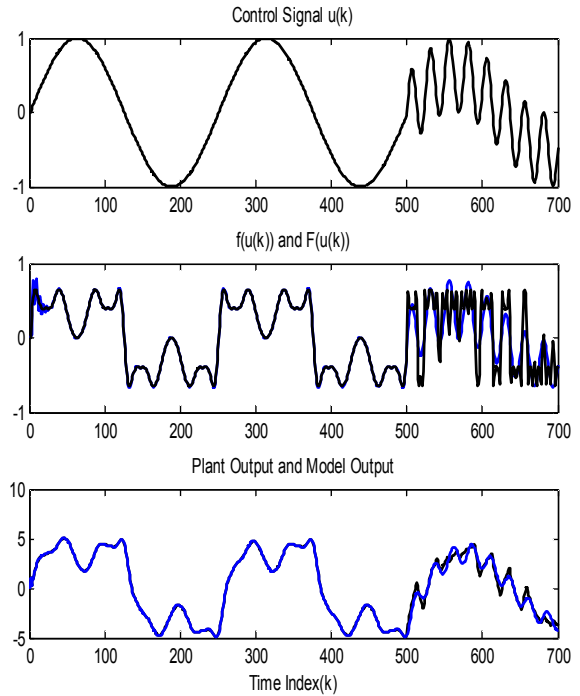 Control Signal u(k)
1
0
-1
0 100 200 300 400 500 600 700
f(u(k)) and F(u(k))
1
0
-1
0 100 200 300 400 500 600 700
Plant Output and Model Output
10
5
0
-5
0 100 200 300 400 500 600 700
Time Index(k)